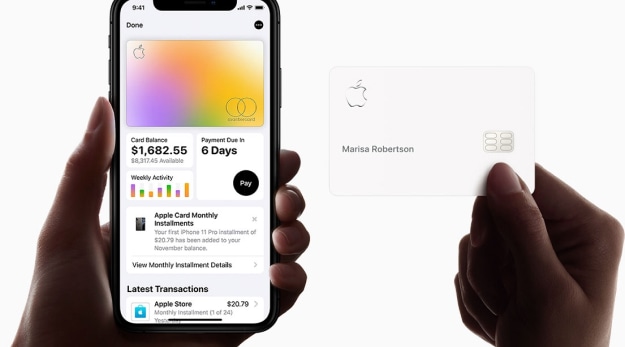 9:41
Done
mastercard
Card Balance
$1,682.55
$8,317.45 Available
Payment Due In
6 Days
Weekly Activity
Pay
Apple Card Monthly
Installments
Your first iPhone 11 Pro installment of
$20.79 has been added to your
November balance.
View Monthly Installment Details
Latest Transactions
Apple Store
$20.79
Monthly Installment (1 of 24)
Yesterday
Marisa Robertson